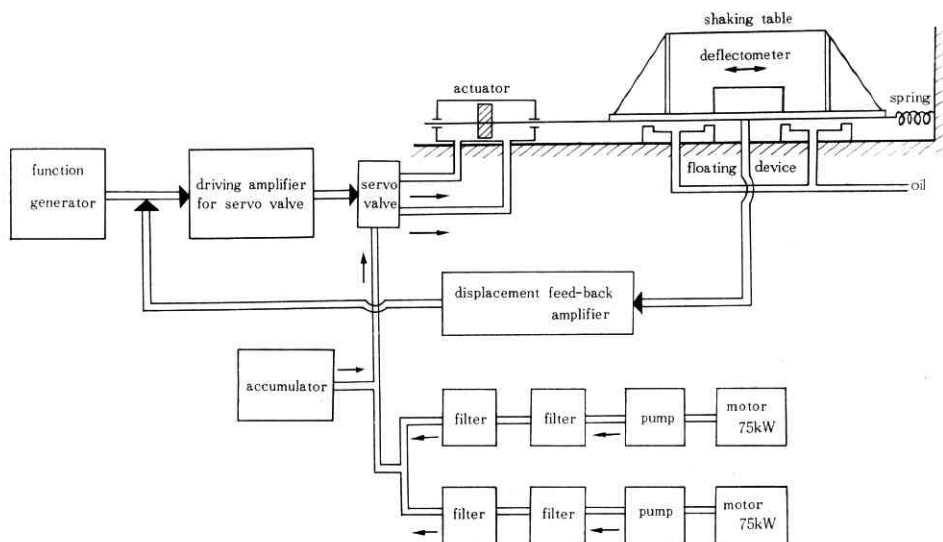 shaking table
deflectometer
actuator
spring
function
generator
driving amplifier
for servo valve
servo
valve
floating device
oil
displacement feed-back
amplifier
accumulator
filter
filter
pump
motor
75kW
filter
filter
pump
motor
75kW